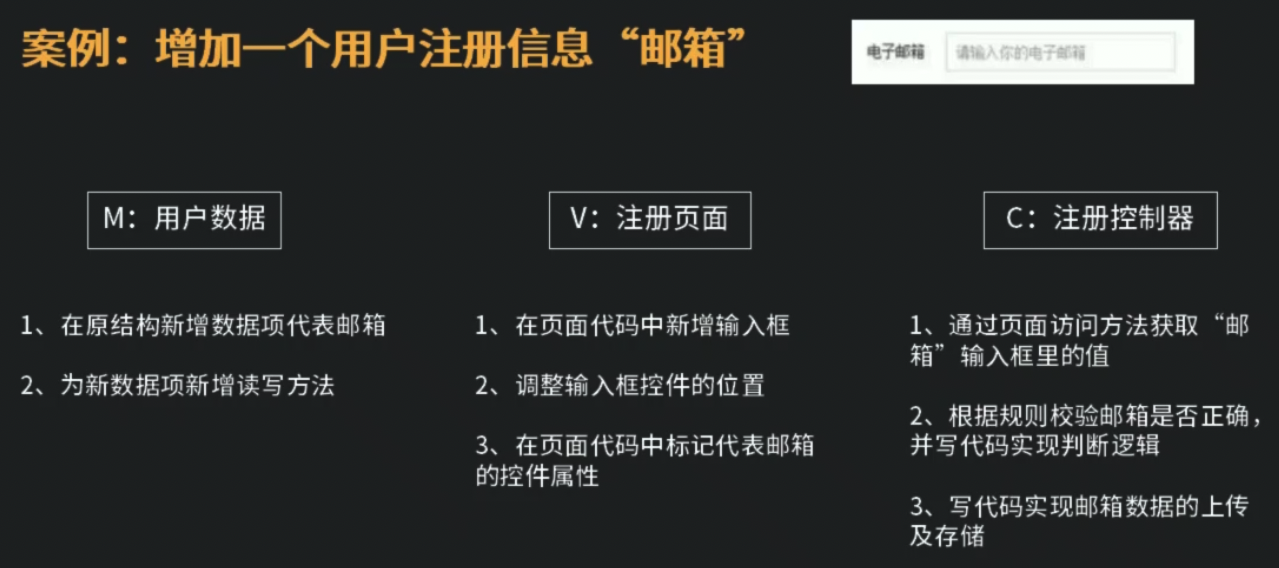 案例：增加一个用户注册信息“邮箱”
电子邮箱
请输入你的电子邮箱
M：用户数据
1、在原结构新增数据项代表邮箱
2、为新数据项新增读写方法
V：注册页面
1、在页面代码中新增输入框
2、调整输入框控件的位置
3、在页面代码中标记代表邮箱
的控件属性
C：注册控制器
1、通过页面访问方法获取“邮
箱”输入框里的值
2、根据规则校验邮箱是否正确，
并写代码实现判断逻辑
3、写代码实现邮箱数据的上传
及存储